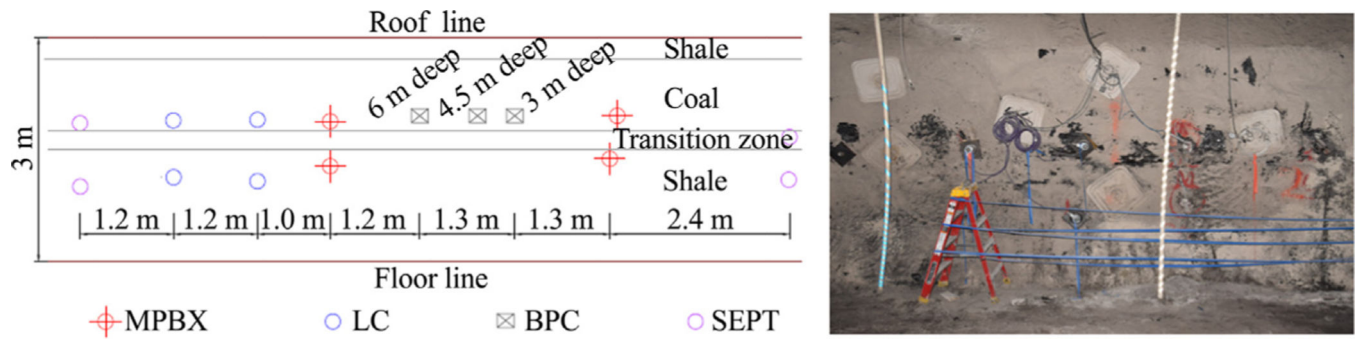 Roof line
Shale
6 m deep
4.5 m deep
3 m deep
Coal
Transition zone
3 m
Shale
1.2 m 1.2 m 1.0 m 1.2 m 1.3 m 1.3 m 2.4 m
Floor line
MPBX LC BPC SEPT